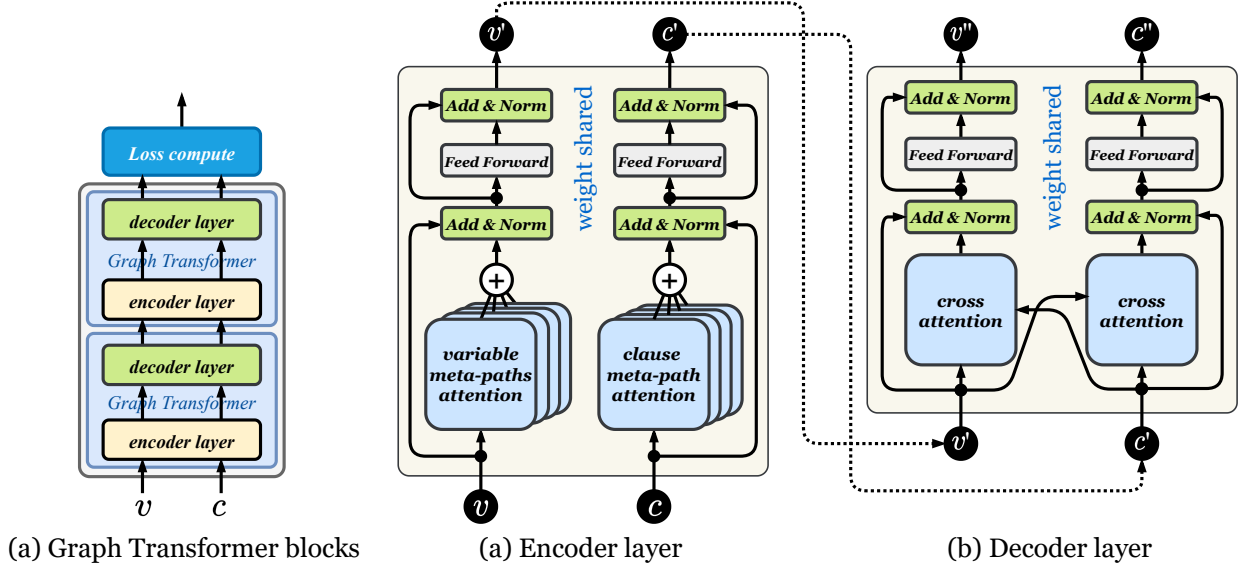 Loss compute
decoder layer
Graph Transformer
encoder layer
decoder layer
Graph Transformer
encoder layer
v c
(a) Graph Transformer blocks
v' c'
Add & Norm Add & Norm
Feed Forward Feed Forward
weight shared
Add & Norm Add & Norm
+ +
variable
meta-paths
attention
clause
meta-path
attention
v c
(a) Encoder layer
v'' c''
Add & Norm Add & Norm
Feed Forward Feed Forward
weight shared
Add & Norm Add & Norm
cross
attention
cross
attention
v' c'
(b) Decoder layer